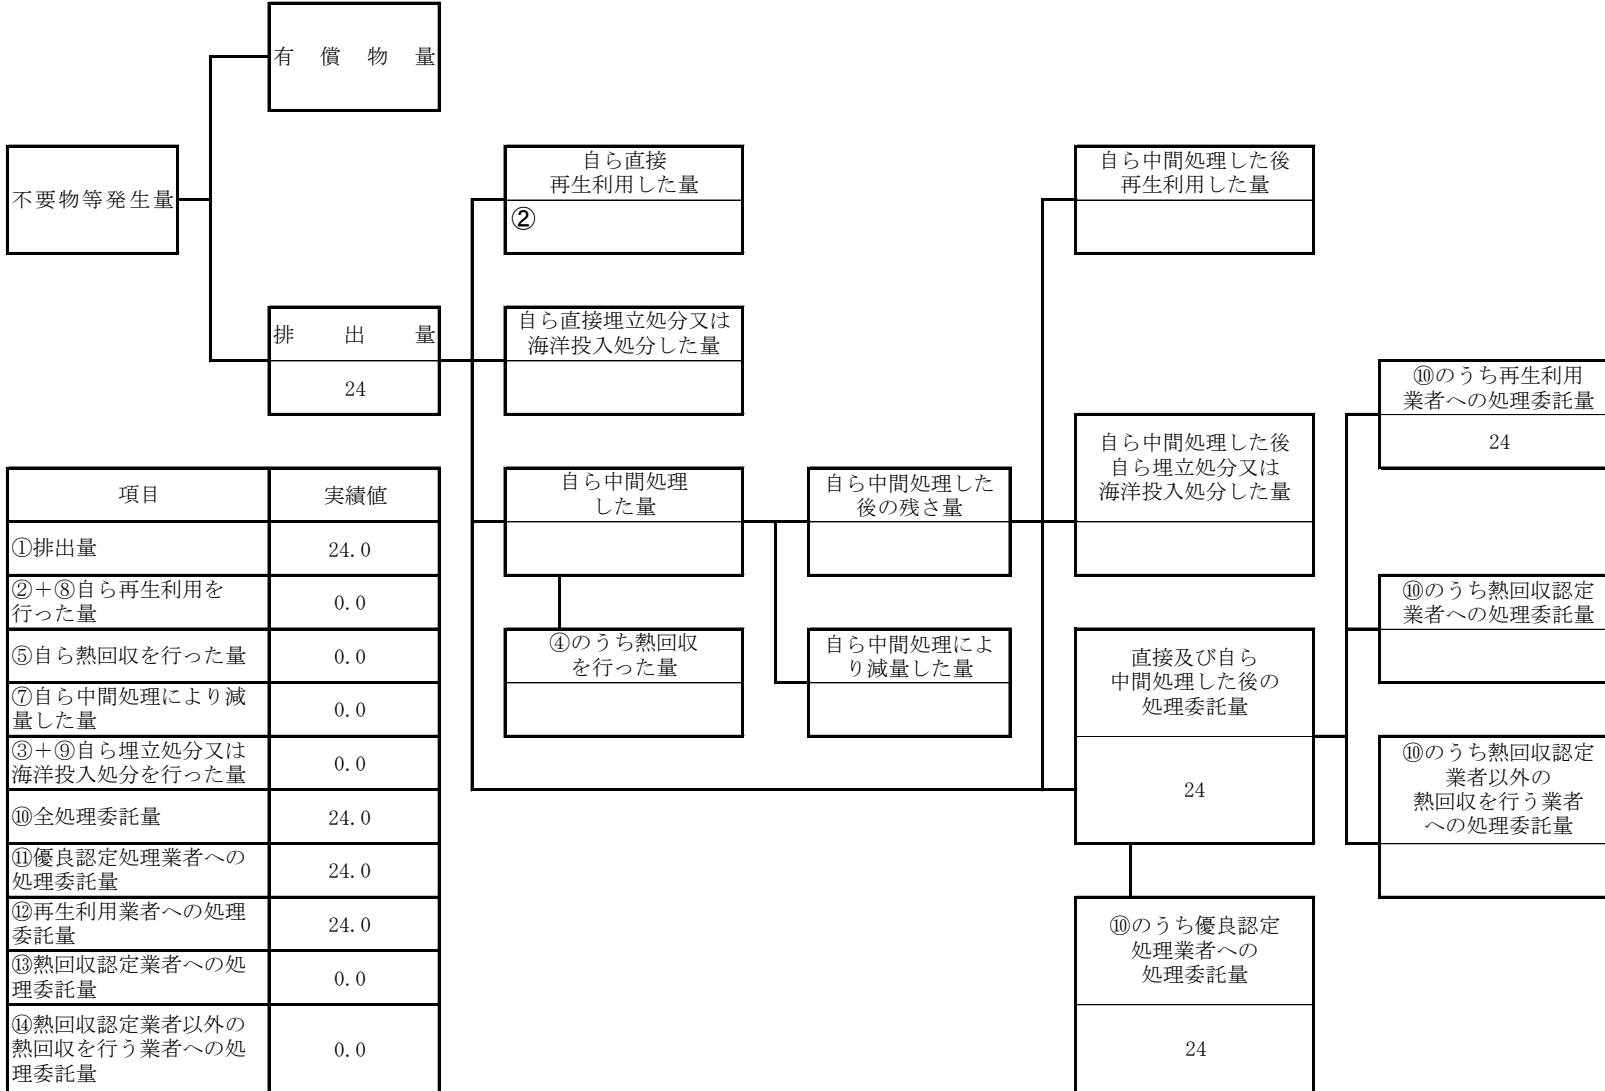 有 償 物 量
不要物等発生量
自ら直接
再生利用した量
②
自ら中間処理した後
再生利用した量
排 出 量
24
自ら直接埋立処分又は
海洋投入処分した量
⑩のうち再生利用
業者への処理委託量
24
自ら中間処理した後
自ら埋立処分又は
海洋投入処分した量
自ら中間処理
した量
自ら中間処理した
後の残さ量
⑩のうち熱回収認定
業者への処理委託量
④のうち熱回収
を行った量
自ら中間処理によ
り減量した量
直接及び自ら
中間処理した後の
処理委託量
24
⑩のうち熱回収認定
業者以外の
熱回収を行う業者
への処理委託量
⑩のうち優良認定
処理業者への
処理委託量
24
項目 実績値
①排出量 24.0
②＋⑧自ら再生利用を
行った量 0.0
⑤自ら熱回収を行った量 0.0
⑦自ら中間処理により減
量した量 0.0
③＋⑨自ら埋立処分又は
海洋投入処分を行った量 0.0
⑩全処理委託量 24.0
⑪優良認定処理業者への
処理委託量 24.0
⑫再生利用業者への処理
委託量 24.0
⑬熱回収認定業者への処
理委託量 0.0
⑭熱回収認定業者以外の
熱回収を行う業者への処
理委託量 0.0